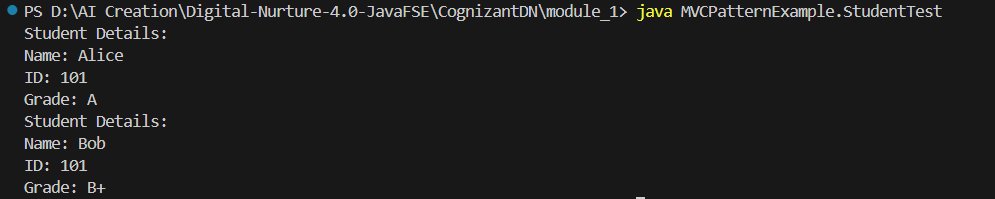 PS D:\AI Creation\Digital-Nurture-4.0-JavaFSE\CognizantDN\module_1> java MVCPatternExample.StudentTest
Student Details:
Name: Alice
ID: 101
Grade: A
Student Details:
Name: Bob
ID: 101
Grade: B+